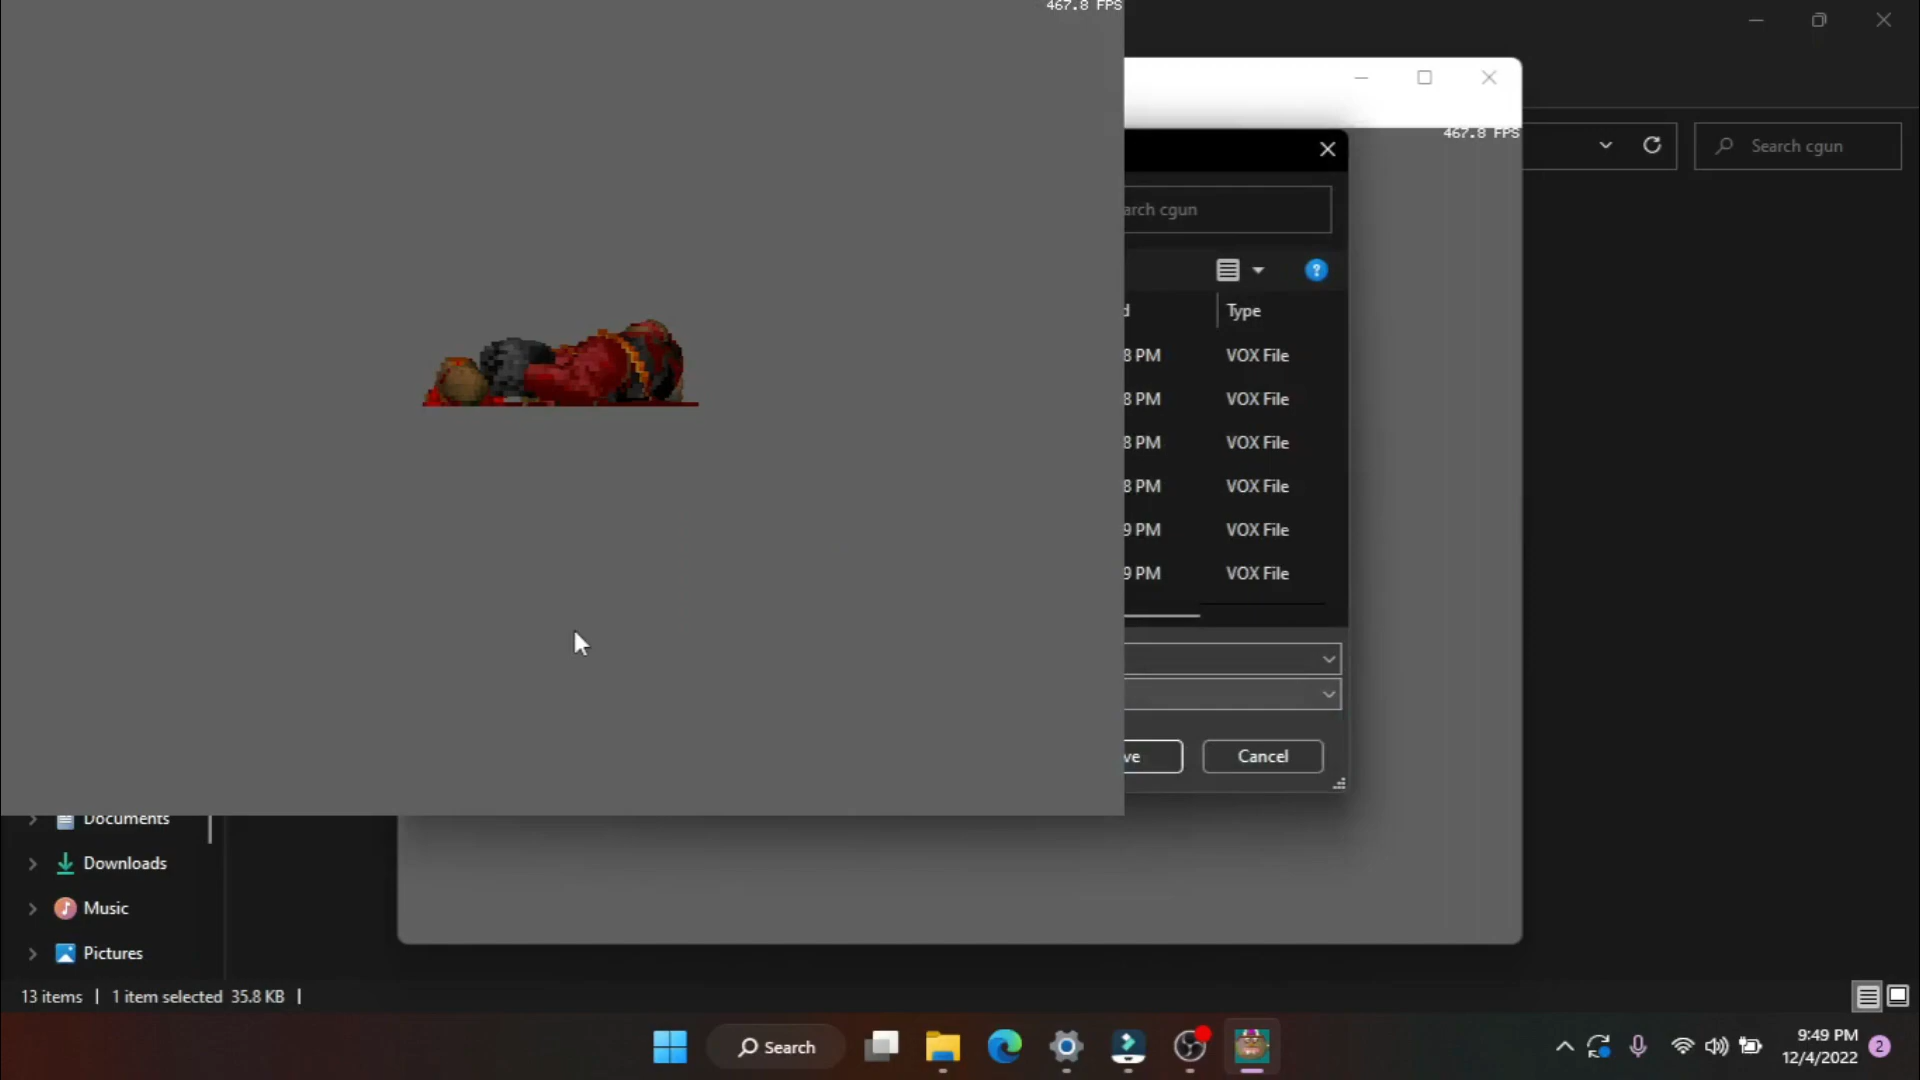 467.8 FPS
467.8 FPS
Search cgun
arch cgun
Type
8 PM VOX File
8 PM VOX File
8 PM VOX File
8 PM VOX File
9 PM VOX File
9 PM VOX File
ve Cancel
Documents
Downloads
Music
Pictures
13 items | 1 item selected 35.8 KB |
Search
9:49 PM
12/4/2022 2